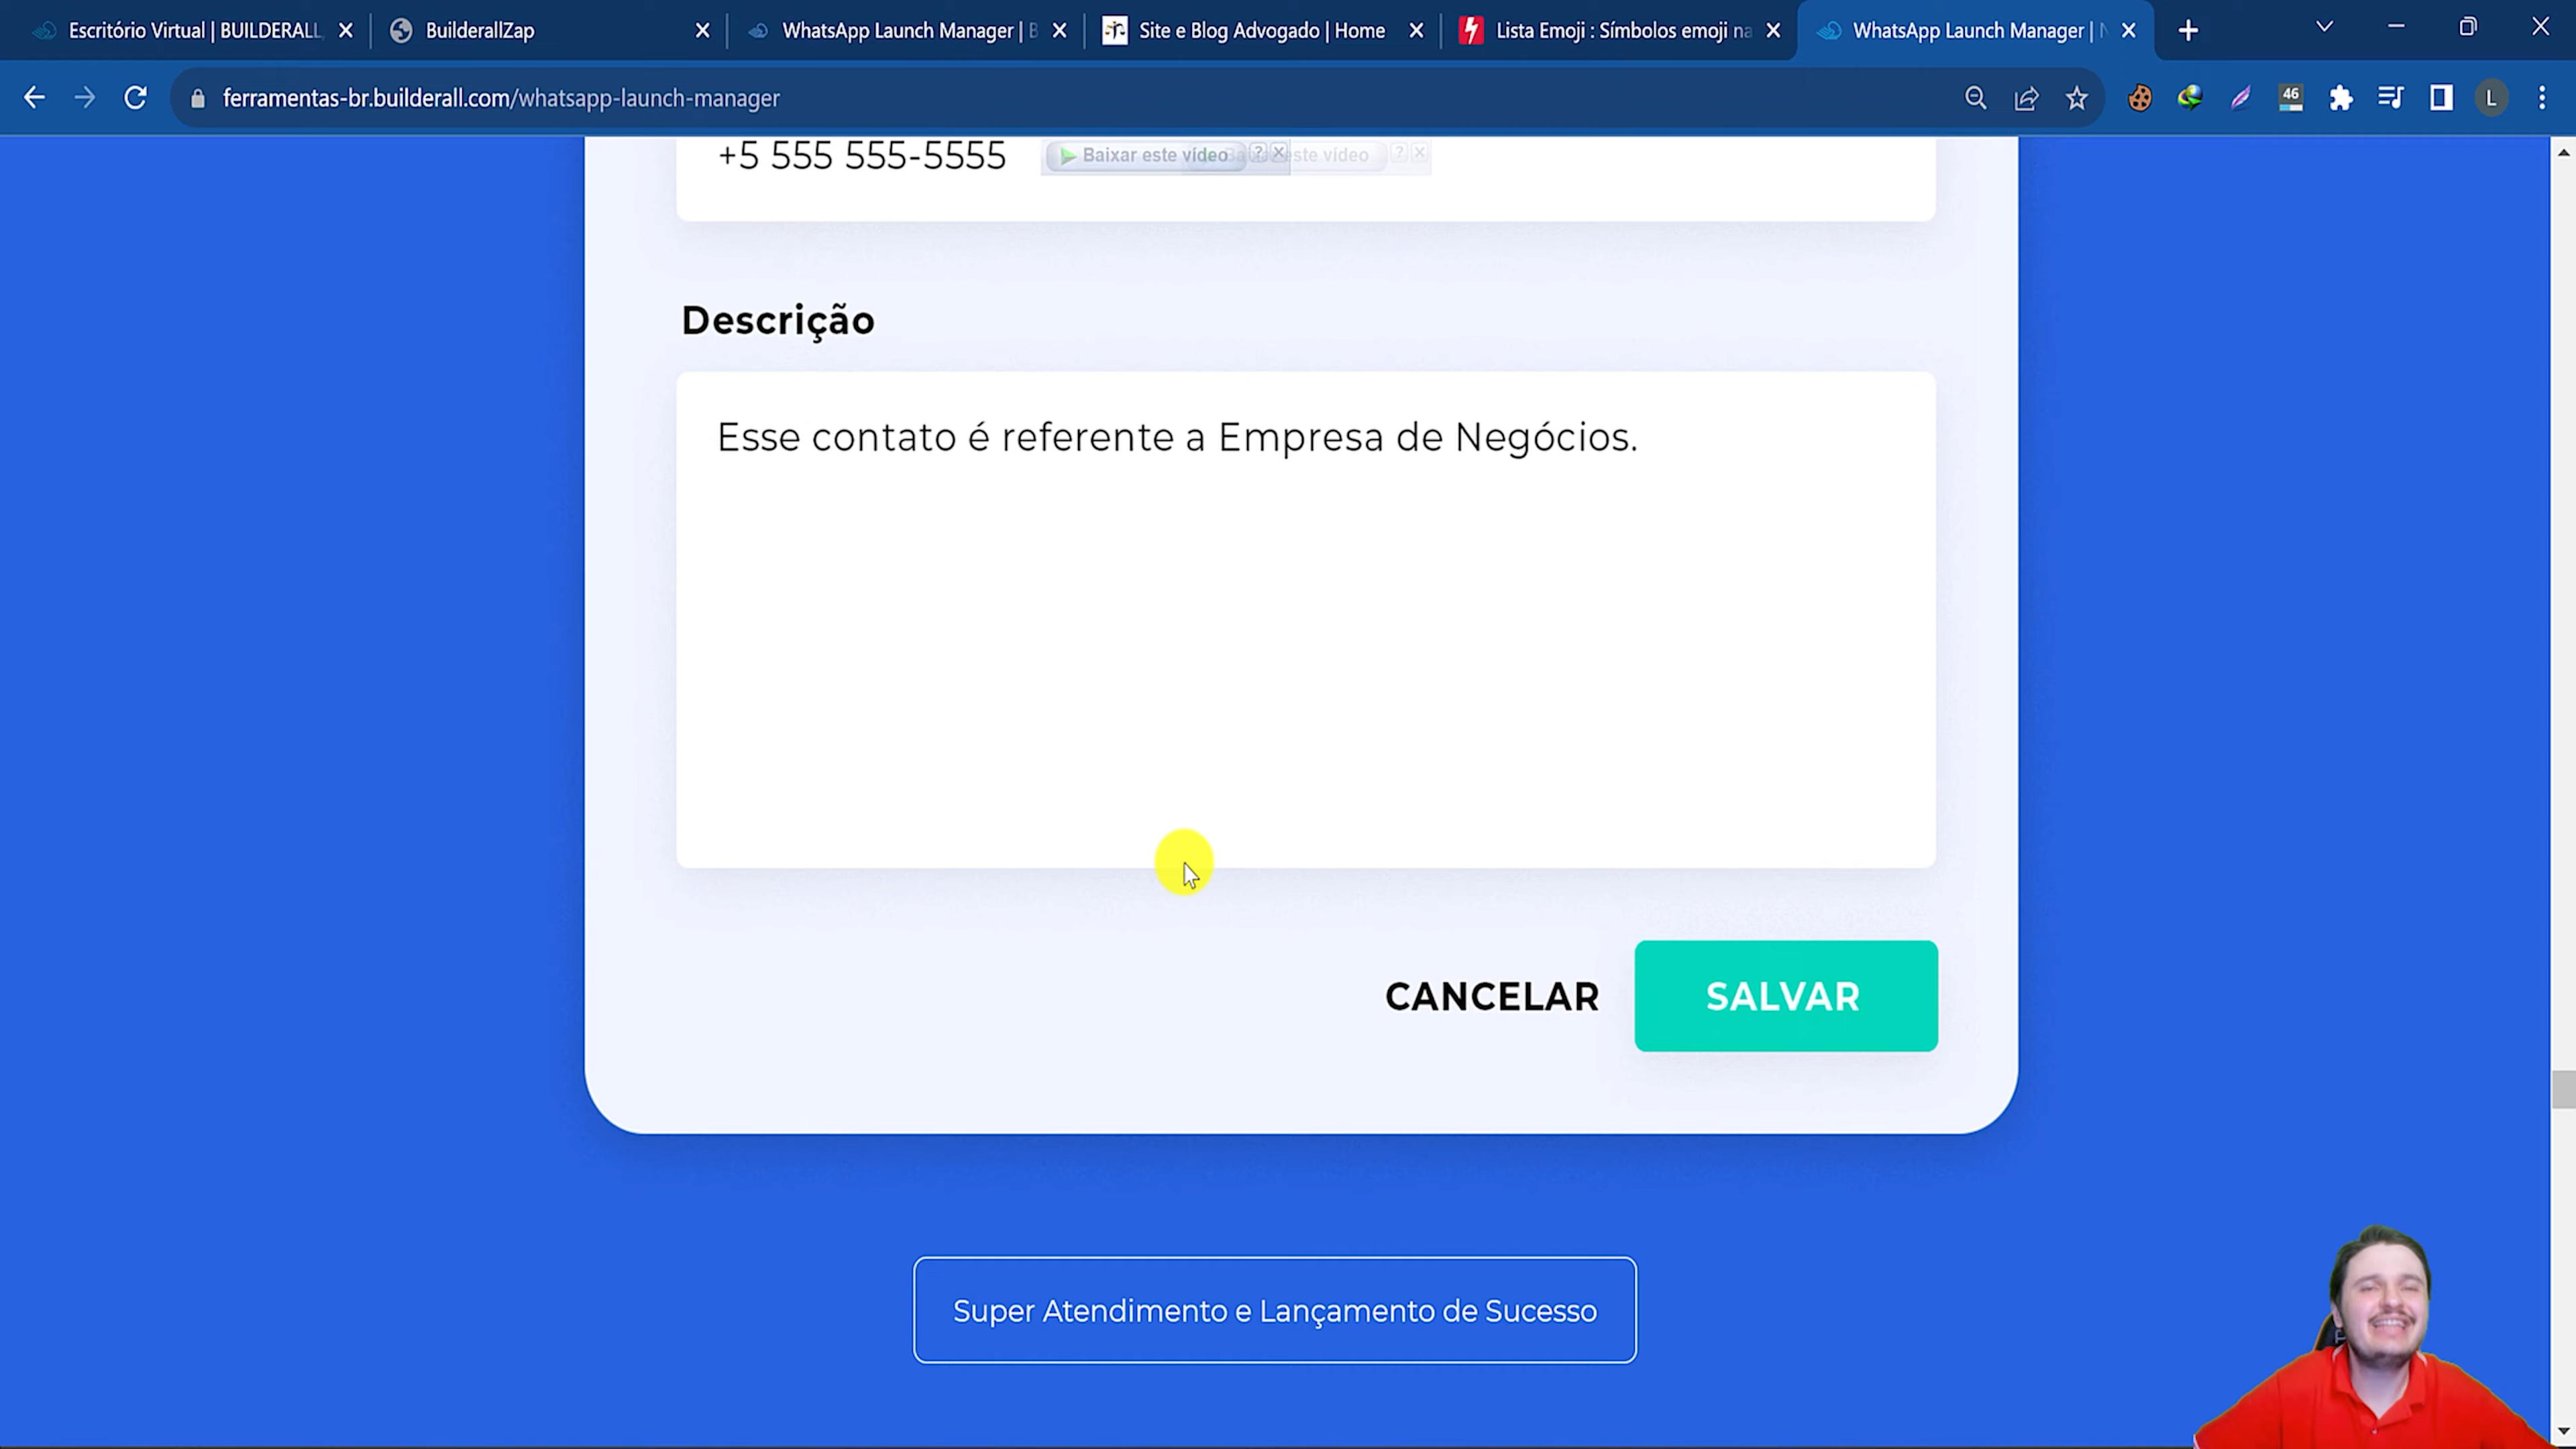 Escritório Virtual | BUILDERALL
BuilderallZap
WhatsApp Launch Manager | B
Site e Blog Advogado | Home
Lista Emoji : Símbolos emoji na
WhatsApp Launch Manager | N
ferramentas-br.builderall.com/whatsapp-launch-manager
46
L
+5 555 555-5555
Baixar este vídeo
este vídeo
Descrição
Esse contato é referente a Empresa de Negócios.
CANCELAR
SALVAR
Super Atendimento e Lançamento de Sucesso